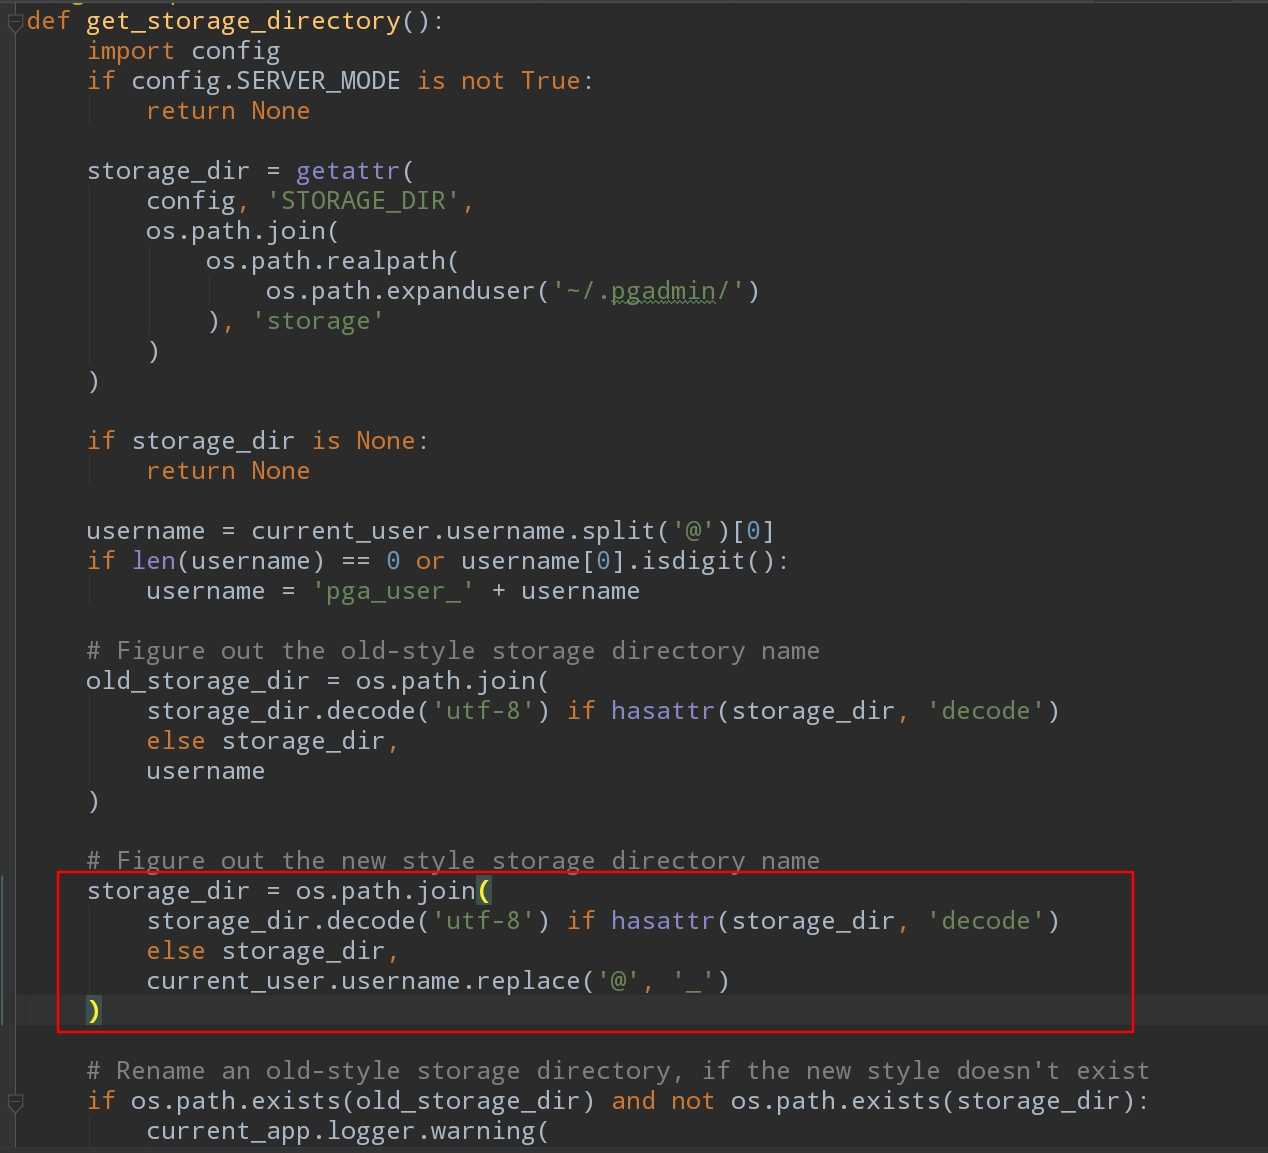 def get_storage_directory():
    import config
    if config.SERVER_MODE is not True:
        return None

    storage_dir = getattr(
        config, 'STORAGE_DIR',
        os.path.join(
            os.path.realpath(
                os.path.expanduser('~/.pgadmin/')
            ), 'storage'
        )
    )

    if storage_dir is None:
        return None

    username = current_user.username.split('@')[0]
    if len(username) == 0 or username[0].isdigit():
        username = 'pga_user_' + username

    # Figure out the old-style storage directory name
    old_storage_dir = os.path.join(
        storage_dir.decode('utf-8') if hasattr(storage_dir, 'decode')
        else storage_dir,
        username
    )

    # Figure out the new style storage directory name
    storage_dir = os.path.join(
        storage_dir.decode('utf-8') if hasattr(storage_dir, 'decode')
        else storage_dir,
        current_user.username.replace('@', '_')
    )

    # Rename an old-style storage directory, if the new style doesn't exist
    if os.path.exists(old_storage_dir) and not os.path.exists(storage_dir):
        current_app.logger.warning(